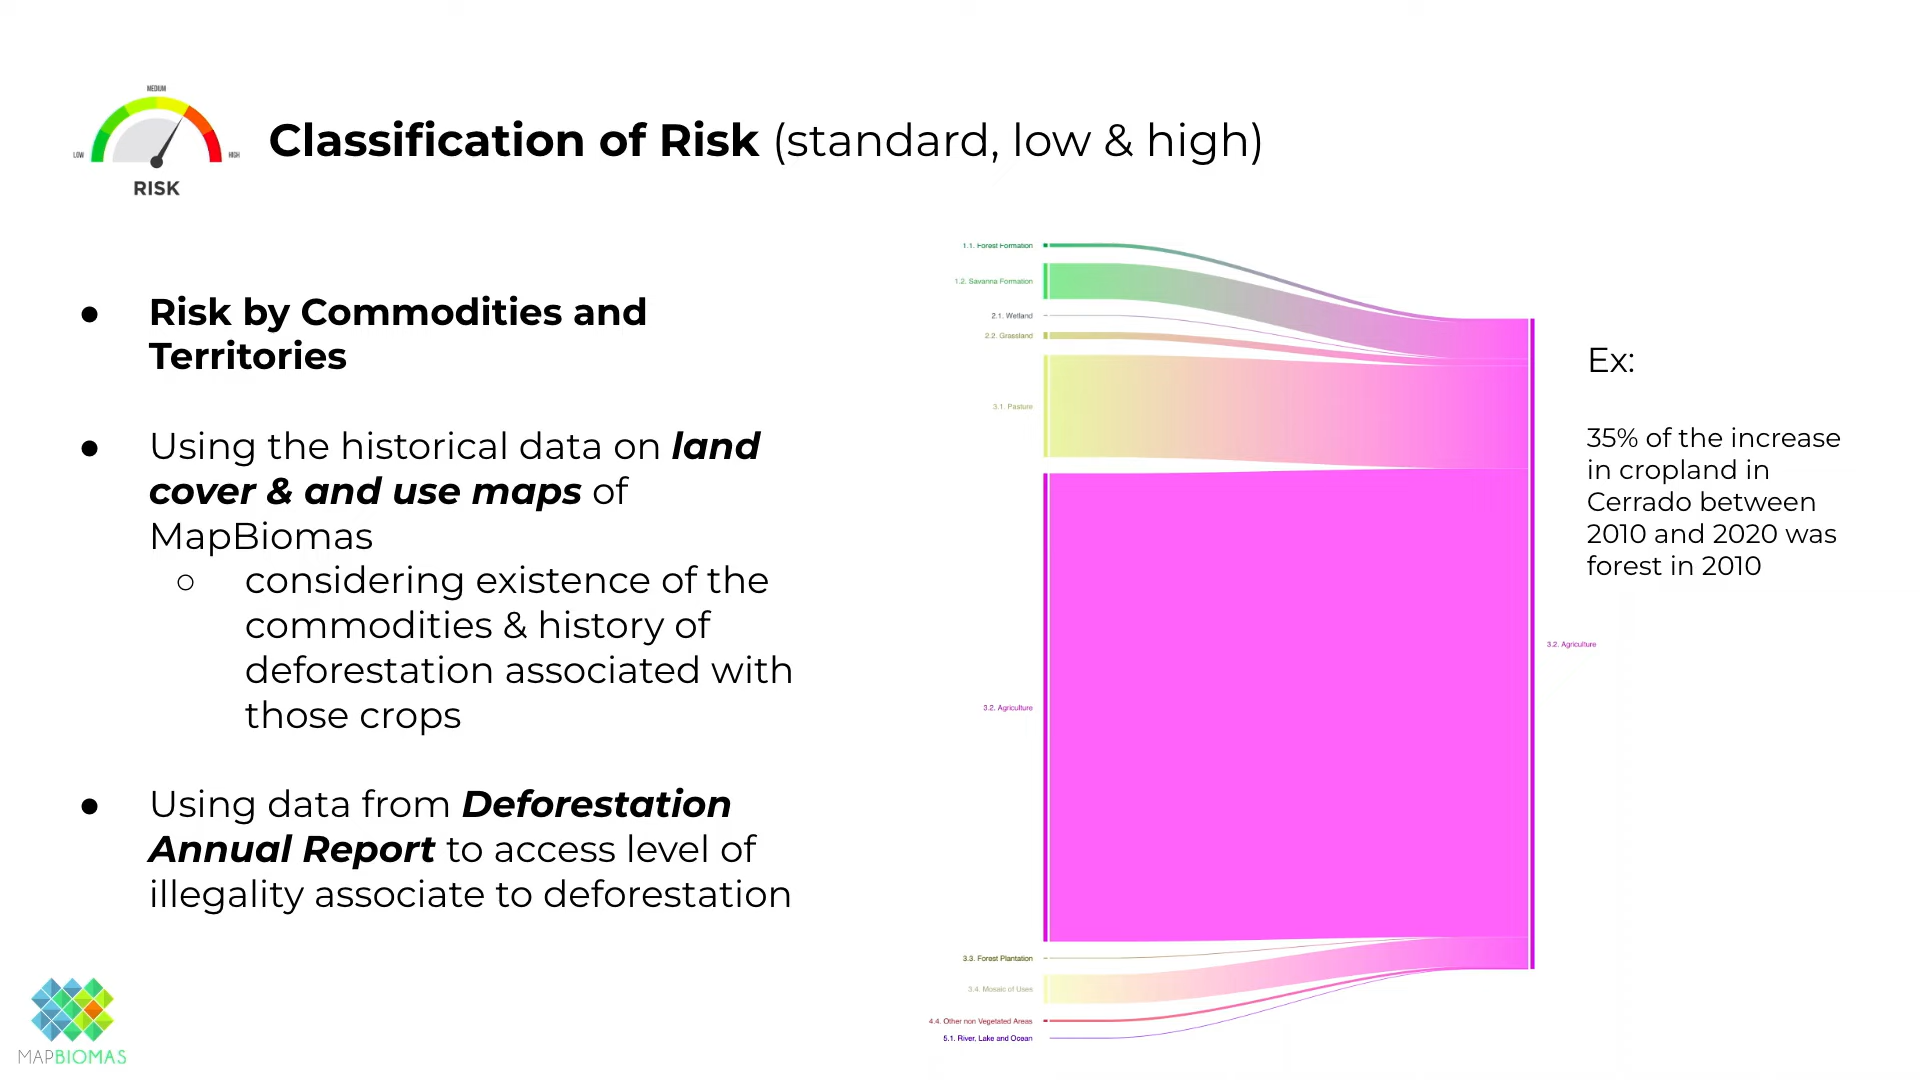 MEDIUM
LOW
HIGH
RISK
Classification of Risk (standard, low & high)
● Risk by Commodities and
Territories
● Using the historical data on land
cover & and use maps of
MapBiomas
○ considering existence of the
commodities & history of
deforestation associated with
those crops
● Using data from Deforestation
Annual Report to access level of
illegality associate to deforestation
1.1. Forest Formation
1.2. Savanna Formation
2.1. Wetland
2.2. Grassland
3.1. Pasture
3.2. Agriculture
3.3. Forest Plantation
3.4. Mosaic of Uses
4.4. Other non Vegetated Areas
5.1. River, Lake and Ocean
3.2. Agriculture
Ex:
35% of the increase
in cropland in
Cerrado between
2010 and 2020 was
forest in 2010
MAPBIOMAS